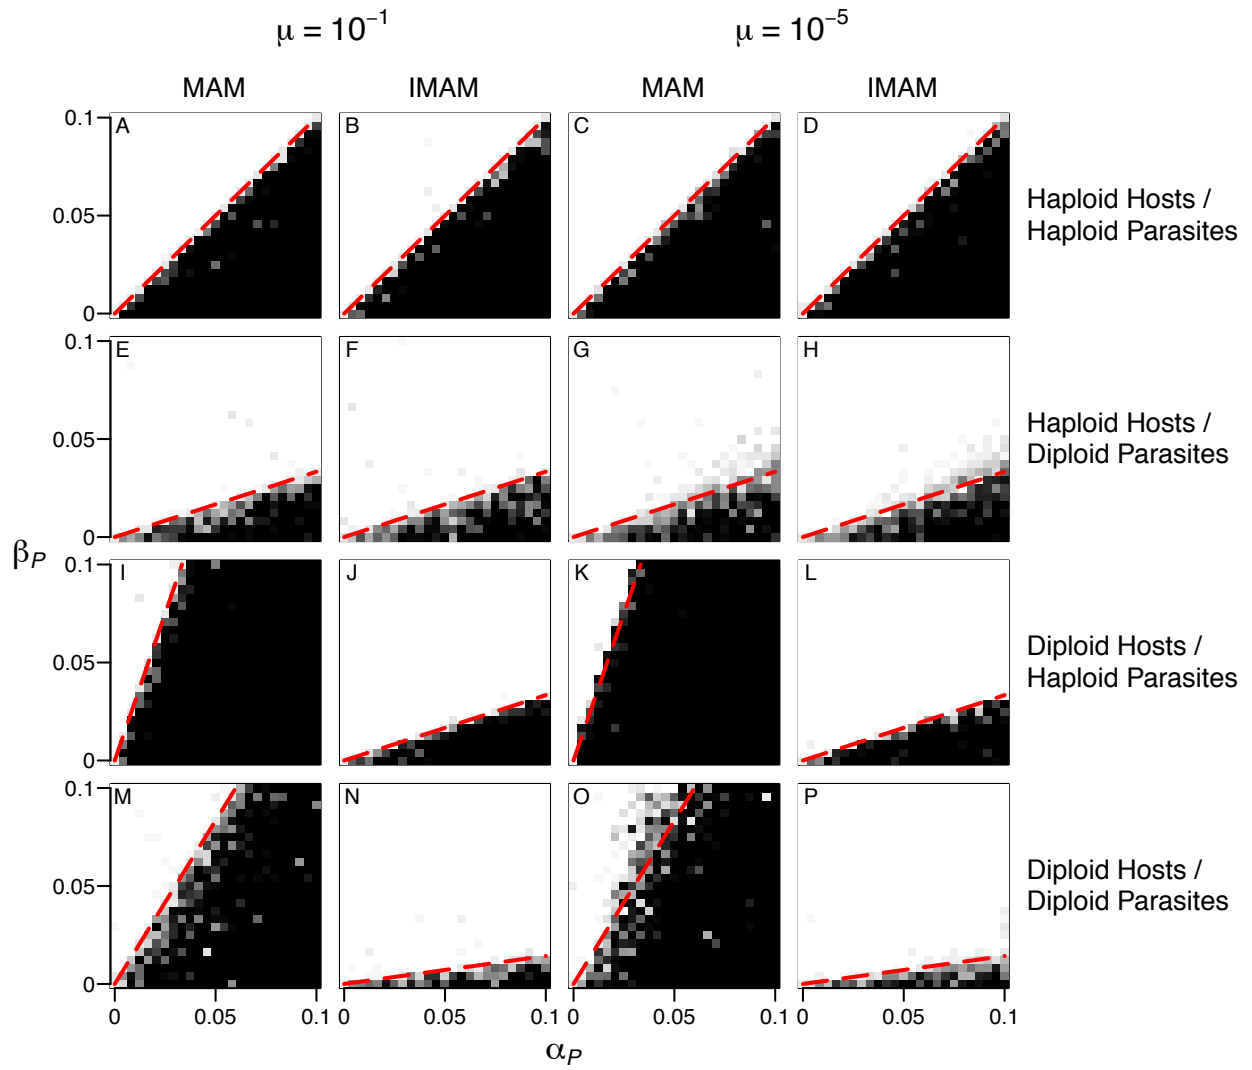 μ = 10⁻¹ μ = 10⁻⁵
MAM IMAM MAM IMAM
0.1 A B C D
Haploid Hosts /
0.05 Haploid Parasites
0
E F G H
0.1
Haploid Hosts /
0.05 Diploid Parasites
0
β_P
0.1 I J K L
Diploid Hosts /
0.05 Haploid Parasites
0
0.1 M N O P
Diploid Hosts /
0.05 Diploid Parasites
0
0 0.05 0.1 0 0.05 0.1 0 0.05 0.1 0 0.05 0.1
α_P